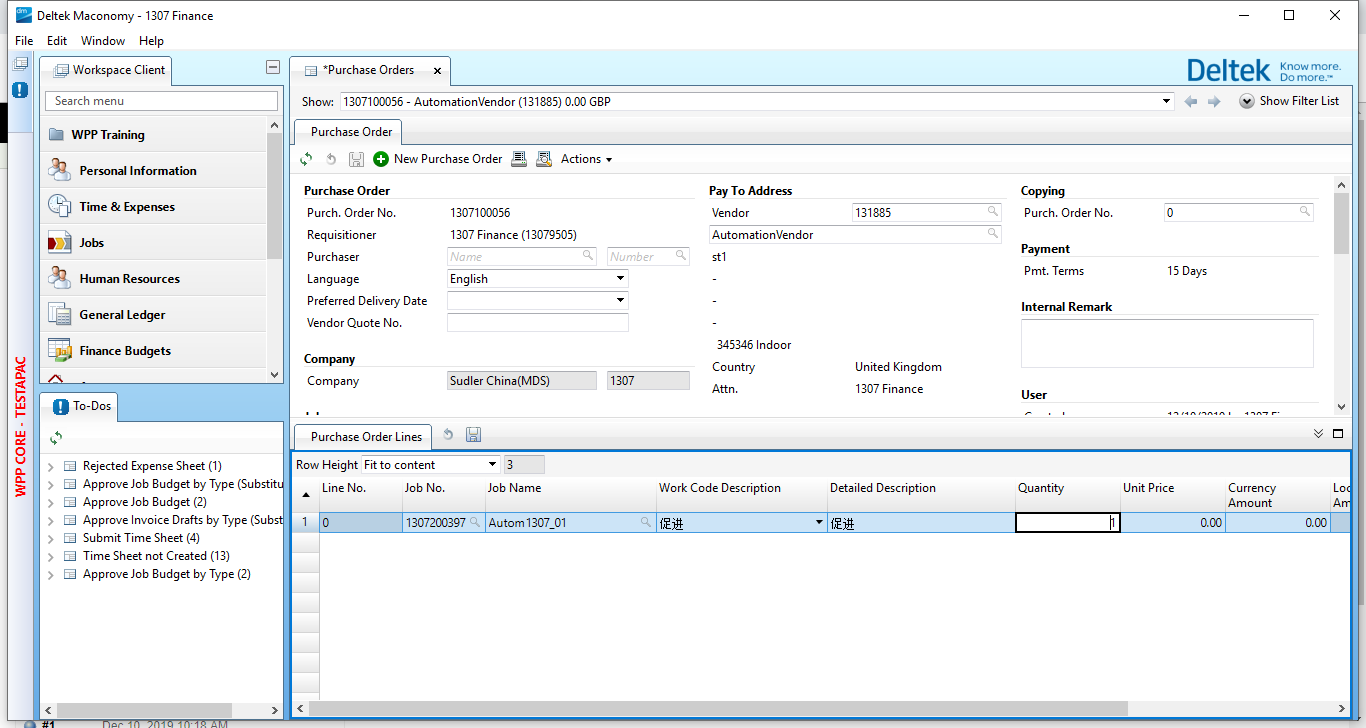 Deltek Maconomy - 1307 Finance
File Edit Window Help
Workspace Client
Search menu
WPP Training
Personal Information
Time & Expenses
Jobs
Human Resources
General Ledger
Finance Budgets
WPP CORE - TESTAPAC
To-Dos
Rejected Expense Sheet (1)
Approve Job Budget by Type (Substitu
Approve Job Budget (2)
Approve Invoice Drafts by Type (Subst
Submit Time Sheet (4)
Time Sheet not Created (13)
Approve Job Budget by Type (2)
*Purchase Orders
Deltek Know more.
Do more.™
Show: 1307100056 - AutomationVendor (131885) 0.00 GBP Show Filter List
Purchase Order
New Purchase Order Actions
Purchase Order
Purch. Order No. 1307100056
Requisitioner 1307 Finance (13079505)
Purchaser Name Number
Language English
Preferred Delivery Date
Vendor Quote No.
Company
Company Sudler China(MDS) 1307
Pay To Address
Vendor 131885
AutomationVendor
st1
-
-
-
345346 Indoor
Country United Kingdom
Attn. 1307 Finance
Copying
Purch. Order No. 0
Payment
Pmt. Terms 15 Days
Internal Remark
User
Purchase Order Lines
Row Height Fit to content 3
Line No. Job No. Job Name Work Code Description Detailed Description Quantity Unit Price Currency Amount Loc Am
1 0 1307200397 Autom1307_01 促进 促进 1 0.00 0.00
#1 Dec 10, 2019 10:18 AM